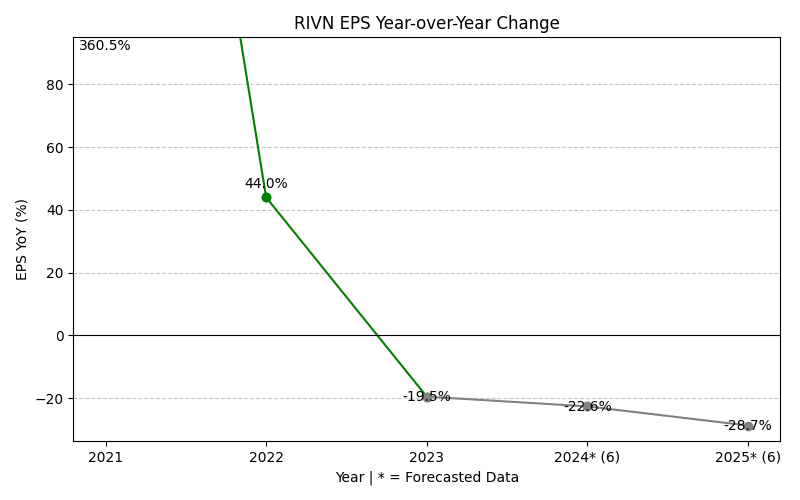 RIVN EPS Year-over-Year Change
360.5%
80
60
44.0%
40
20
0
-19.5%
−20
-22.6%
-28.7%
EPS YoY (%)
2021 2022 2023 2024* (6) 2025* (6)
Year | * = Forecasted Data